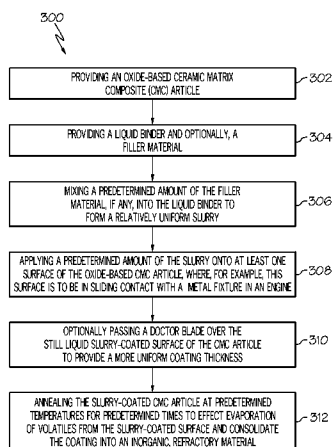 300
PROVIDING AN OXIDE-BASED CERAMIC MATRIX
COMPOSITE (CMC) ARTICLE
302
PROVIDING A LIQUID BINDER AND OPTIONALLY, A
FILLER MATERIAL
304
MIXING A PREDETERMINED AMOUNT OF THE FILLER
MATERIAL, IF ANY, INTO THE LIQUID BINDER TO
FORM A RELATIVELY UNIFORM SLURRY
306
APPLYING A PREDETERMINED AMOUNT OF THE SLURRY ONTO AT LEAST ONE
SURFACE OF THE OXIDE-BASED CMC ARTICLE, WHERE, FOR EXAMPLE, THIS
SURFACE IS TO BE IN SLIDING CONTACT WITH A METAL FIXTURE IN AN ENGINE
308
OPTIONALLY PASSING A DOCTOR BLADE OVER THE
STILL LIQUID SLURRY-COATED SURFACE OF THE CMC ARTICLE
TO PROVIDE A MORE UNIFORM COATING THICKNESS
310
ANNEALING THE SLURRY-COATED CMC ARTICLE AT PREDETERMINED
TEMPERATURES FOR PREDETERMINED TIMES TO EFFECT EVAPORATION
OF VOLATILES FROM THE SLURRY-COATED SURFACE AND CONSOLIDATE
THE COATING INTO AN INORGANIC, REFRACTORY MATERIAL
312